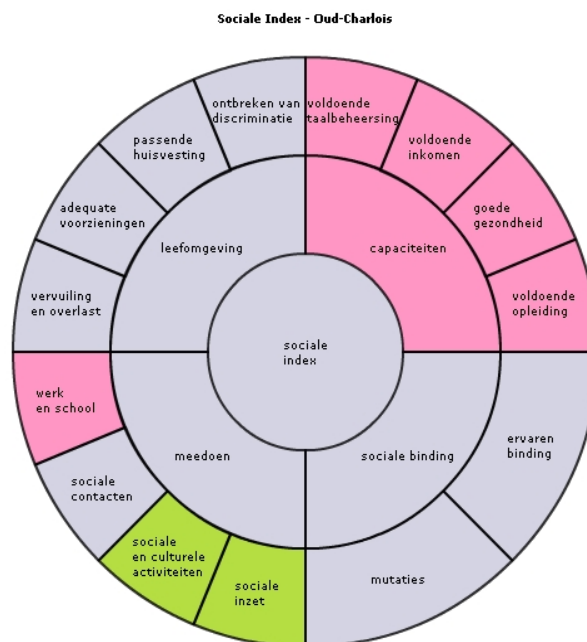 Sociale Index - Oud-Charlois
ontbreken van
discriminatie
voldoende
taalbeheersing
passende
huisvesting
voldoende
inkomen
adequate
voorzieningen
goede
gezondheid
leefomgeving
capaciteiten
vervuiling
en overlast
voldoende
opleiding
sociale
index
werk
en school
meedoen
sociale binding
ervaren
binding
sociale
contacten
sociale
en culturele
activiteiten
sociale
inzet
mutaties